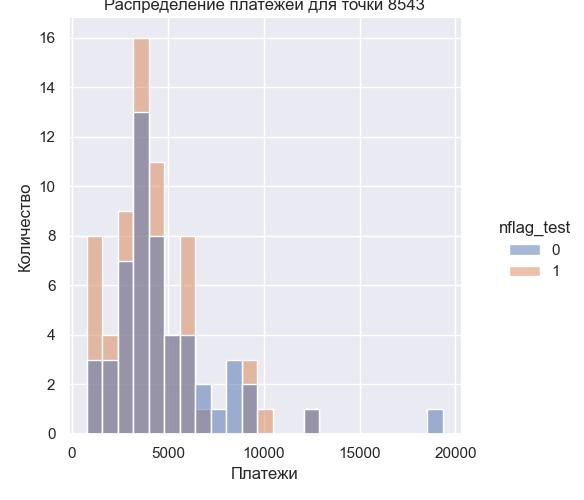 Распределение платежей для точки 8543
16
14
12
10
8
6
4
2
0
Количество
0 5000 10000 15000 20000
Платежи
nflag_test
0
1